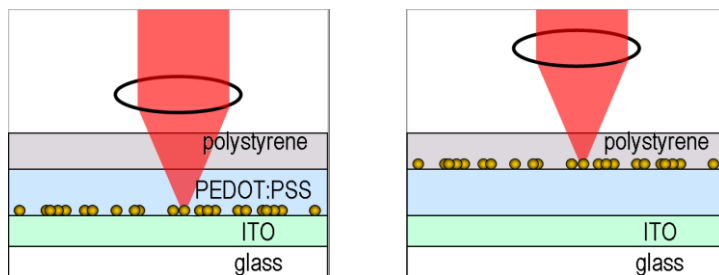 polystyrene
PEDOT:PSS
ITO
glass
polystyrene
ITO
glass